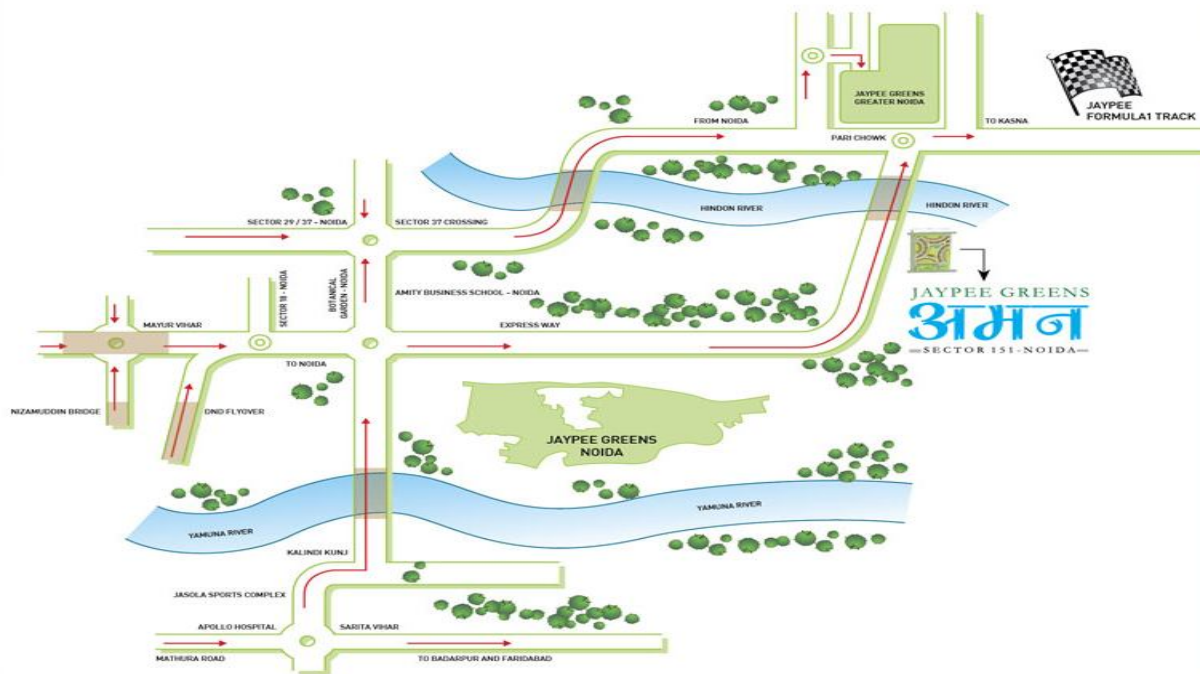 JAYPEE GREENS
GREATER NOIDA
JAYPEE
FORMULA1 TRACK
FROM NOIDA
TO KASNA
PARI CHOWK
HINDON RIVER
HINDON RIVER
SECTOR 29 / 37 - NOIDA
SECTOR 37 CROSSING
SECTOR 18 - NOIDA
BOTANICAL
GARDEN - NOIDA
AMITY BUSINESS SCHOOL - NOIDA
JAYPEE GREENS
अमन
SECTOR 151-NOIDA
MAYUR VIHAR
EXPRESS WAY
TO NOIDA
NIZAMUDDIN BRIDGE
DND FLYOVER
JAYPEE GREENS
NOIDA
YAMUNA RIVER
YAMUNA RIVER
KALINDI KUNJ
JASOLA SPORTS COMPLEX
APOLLO HOSPITAL
SARITA VIHAR
MATHURA ROAD
TO BADARPUR AND FARIDABAD